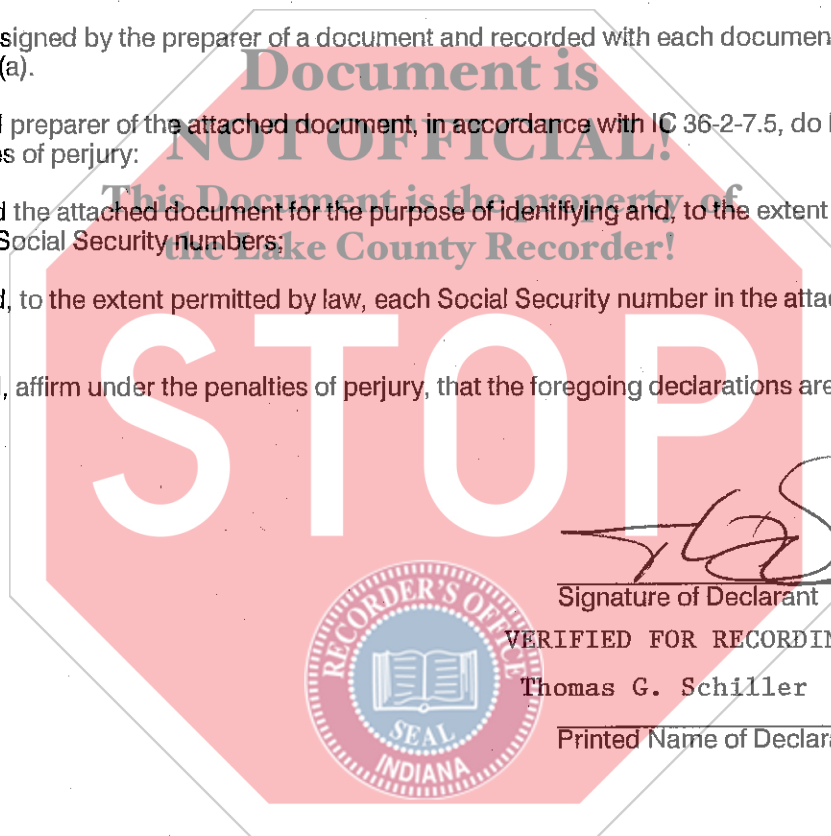 signed by the preparer of a document and recorded with each documen
(a).
Document is
preparer of the attached document, in accordance with IC 36-2-7.5, do
es of perjury:
NOT OFFICIAL!
This Document is the property of
d the attached document for the purpose of identifying and, to the extent
Social Security numbers;
the Lake County Recorder!
d, to the extent permitted by law, each Social Security number in the atta
STOP
, affirm under the penalties of perjury, that the foregoing declarations are
Signature of Declarant
VERIFIED FOR RECORDIN
Thomas G. Schiller
Printed Name of Declara
RECORDER'S OFFICE
SEAL
INDIANA